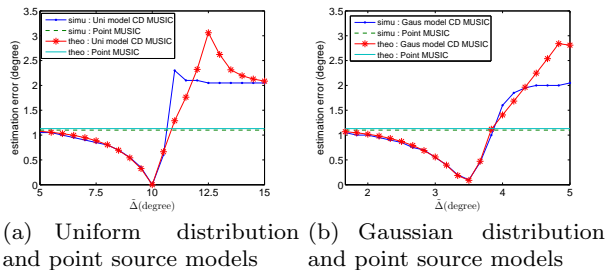 simu : Uni model CD MUSIC
simu : Point MUSIC
theo : Uni model CD MUSIC
theo : Point MUSIC
estimation error (degree)
3.5
3
2.5
2
1.5
1
0.5
0
5
7.5
10
12.5
15
Δ̃(degree)
simu : Gaus model CD MUSIC
simu : Point MUSIC
theo : Gaus model CD MUSIC
theo : Point MUSIC
estimation error (degree)
3.5
3
2.5
2
1.5
1
0.5
0
2
3
4
5
Δ̃(degree)
(a) Uniform distribution and point source models
(b) Gaussian distribution and point source models